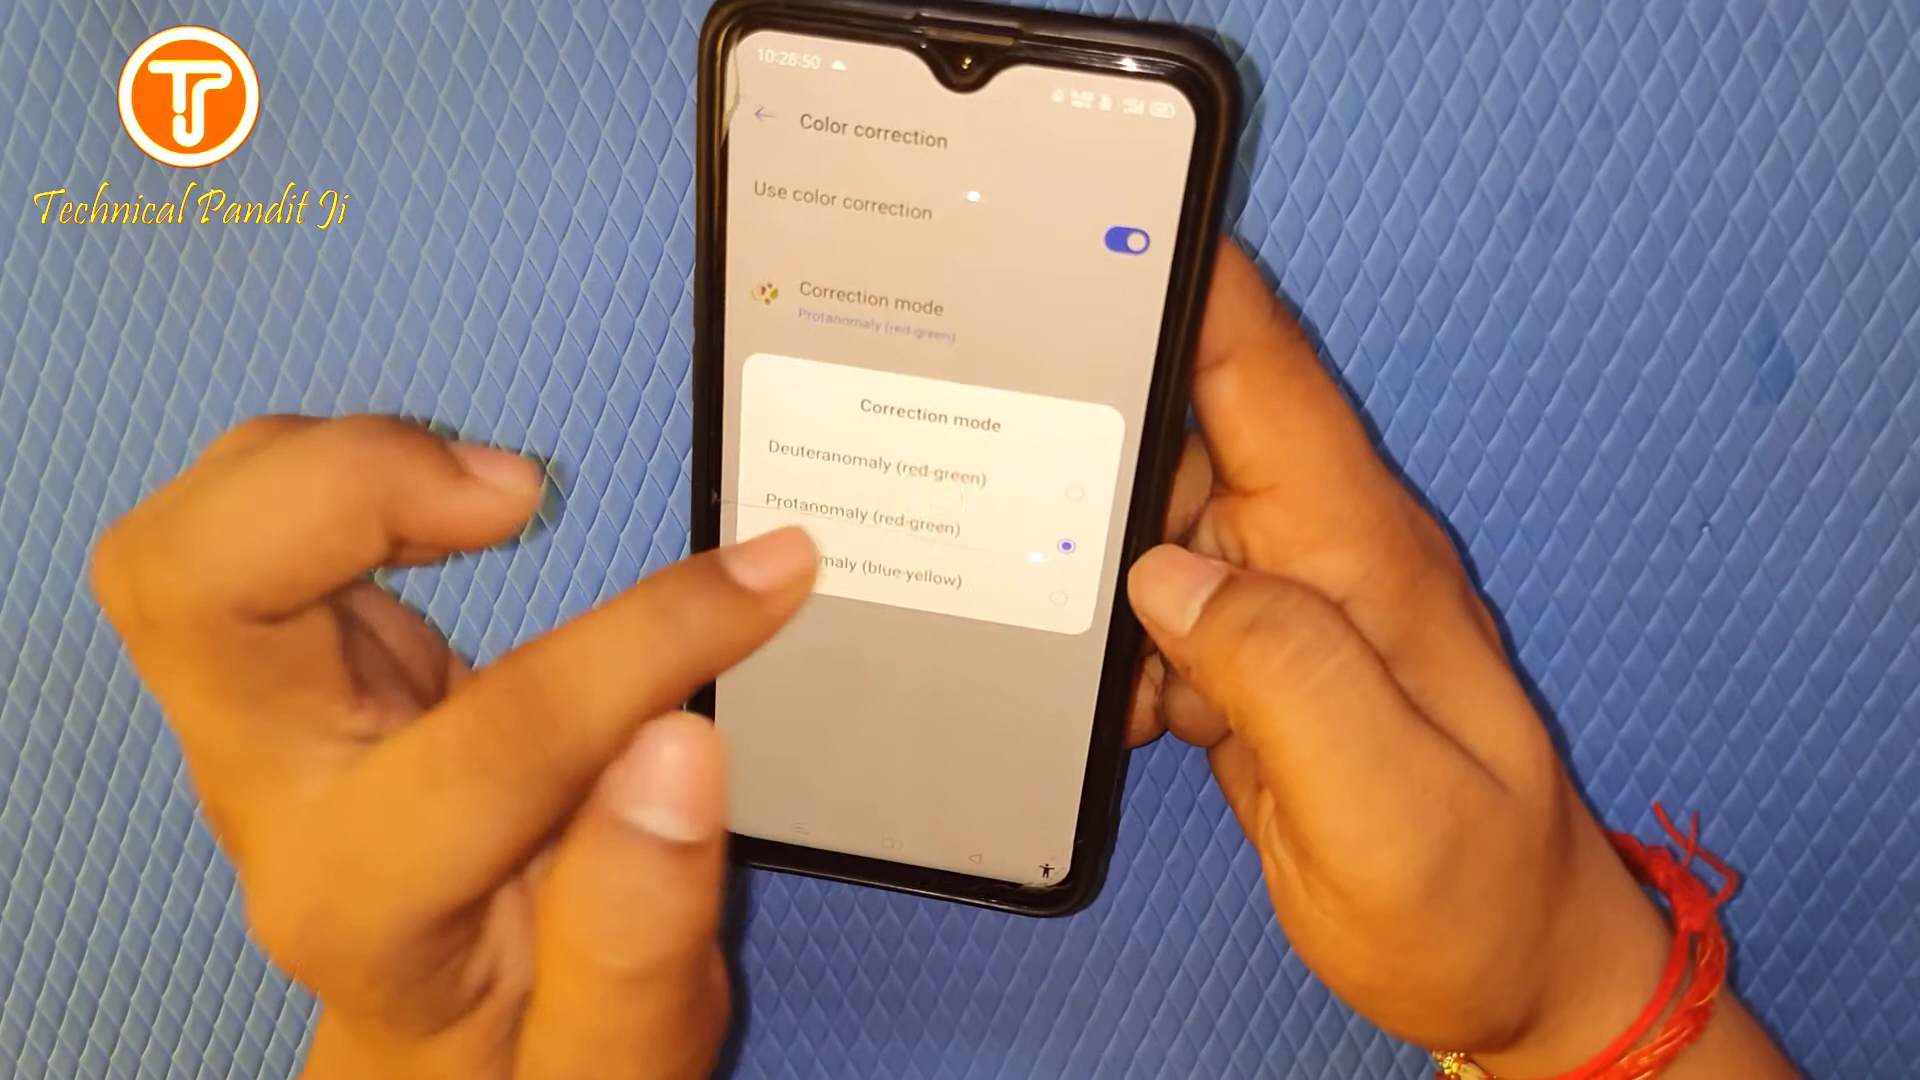 Technical Pandit Ji
10:28:50
Color correction
Use color correction
Correction mode
Protanomaly (red-green)
Correction mode
Deuteranomaly (red-green)
Protanomaly (red-green)
maly (blue-yellow)